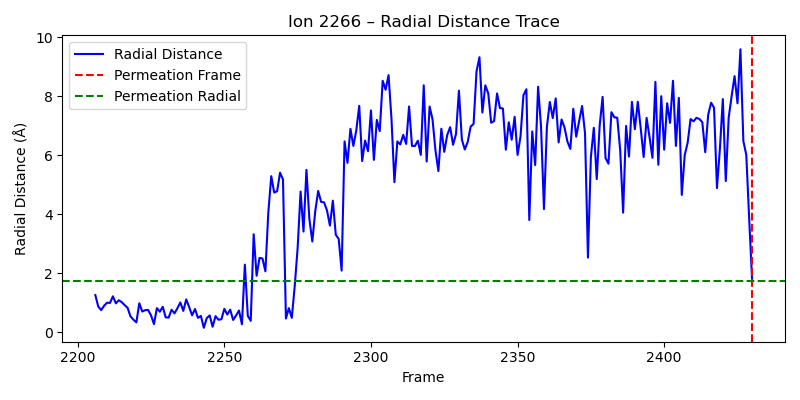 Ion 2266 – Radial Distance Trace
Radial Distance (Å)
10
8
6
4
2
0
Radial Distance
Permeation Frame
Permeation Radial
2200
2250
2300
2350
2400
Frame